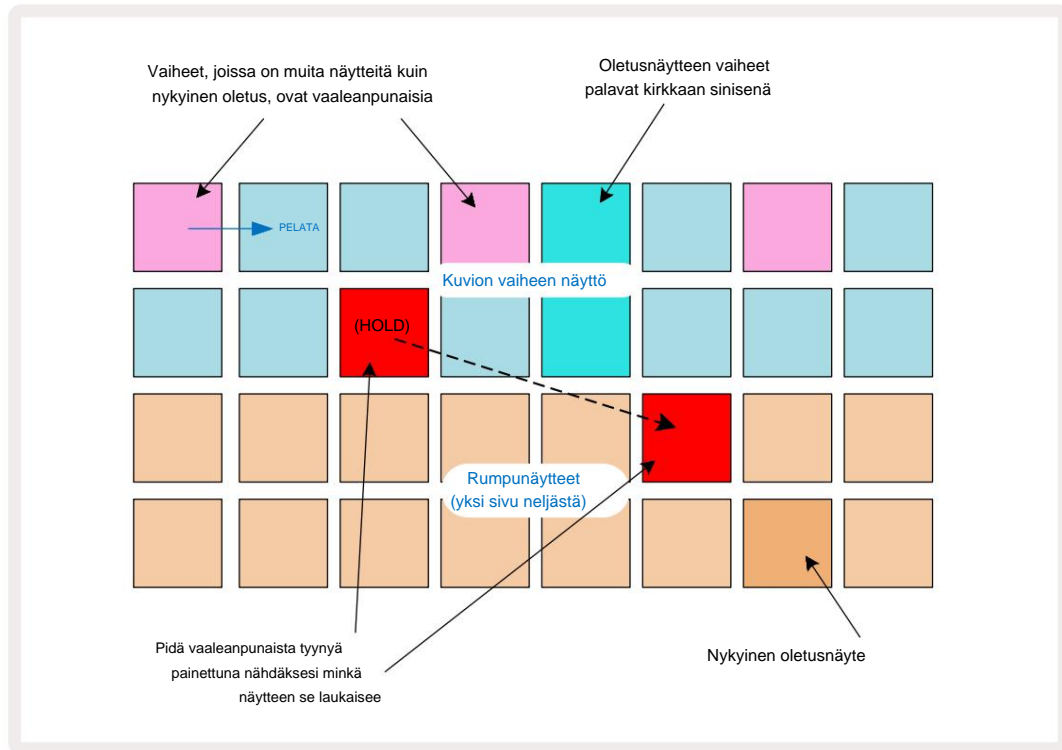 Vaiheet, joissa on muita näytteitä kuin
nykyinen oletus, ovat vaaleanpunaisia
Oletusnäytteen vaiheet
palavat kirkkaan sinisenä
PELATA
Kuvion vaiheen näyttö
(HOLD)
Rumpunäytteet
(yksi sivu neljästä)
Pidä vaaleanpunaista tyynyä
painettuna nähdäksesi minkä
näytteen se laukaisee
Nykyinen oletusnäyte